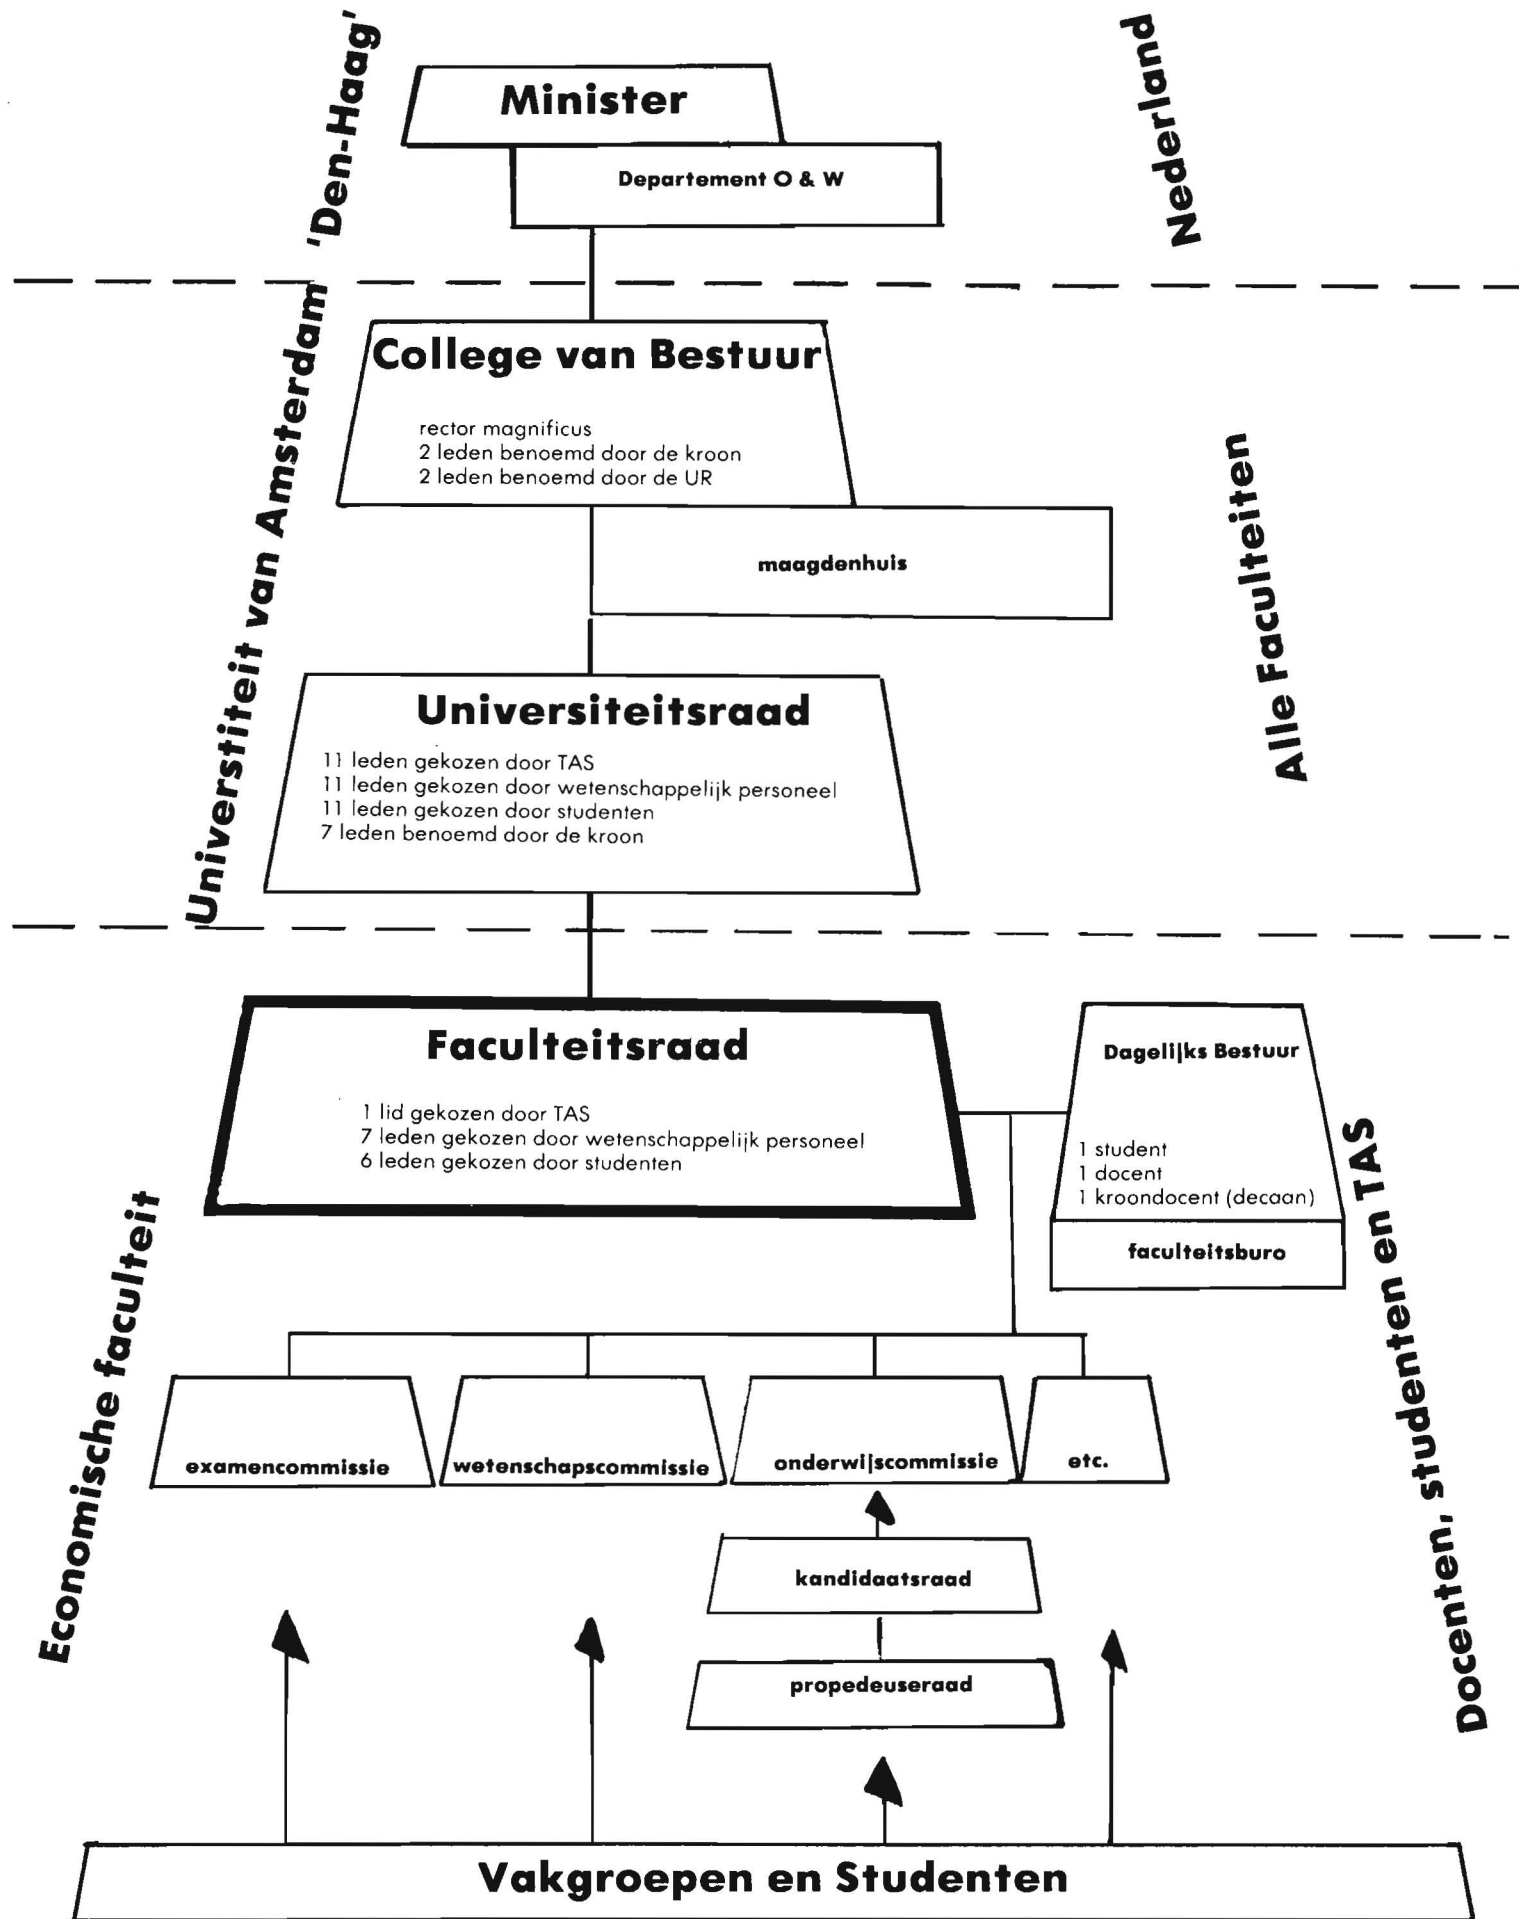 'Den-Haag'
Nederland
Minister
Departement O & W
Universtiteit van Amsterdam
Alle Faculteiten
College van Bestuur
rector magnificus
2 leden benoemd door de kroon
2 leden benoemd door de UR
maagdenhuis
Universiteitsraad
11 leden gekozen door TAS
11 leden gekozen door wetenschappelijk personeel
11 leden gekozen door studenten
7 leden benoemd door de kroon
Economische faculteit
Docenten, studenten en TAS
Faculteitsraad
1 lid gekozen door TAS
7 leden gekozen door wetenschappelijk personeel
6 leden gekozen door studenten
Dagelijks Bestuur
1 student
1 docent
1 kroondocent (decaan)
faculteitsburo
examencommissie
wetenschapscommissie
onderwijscommissie
etc.
kandidaatsraad
propedeuseraad
Vakgroepen en Studenten